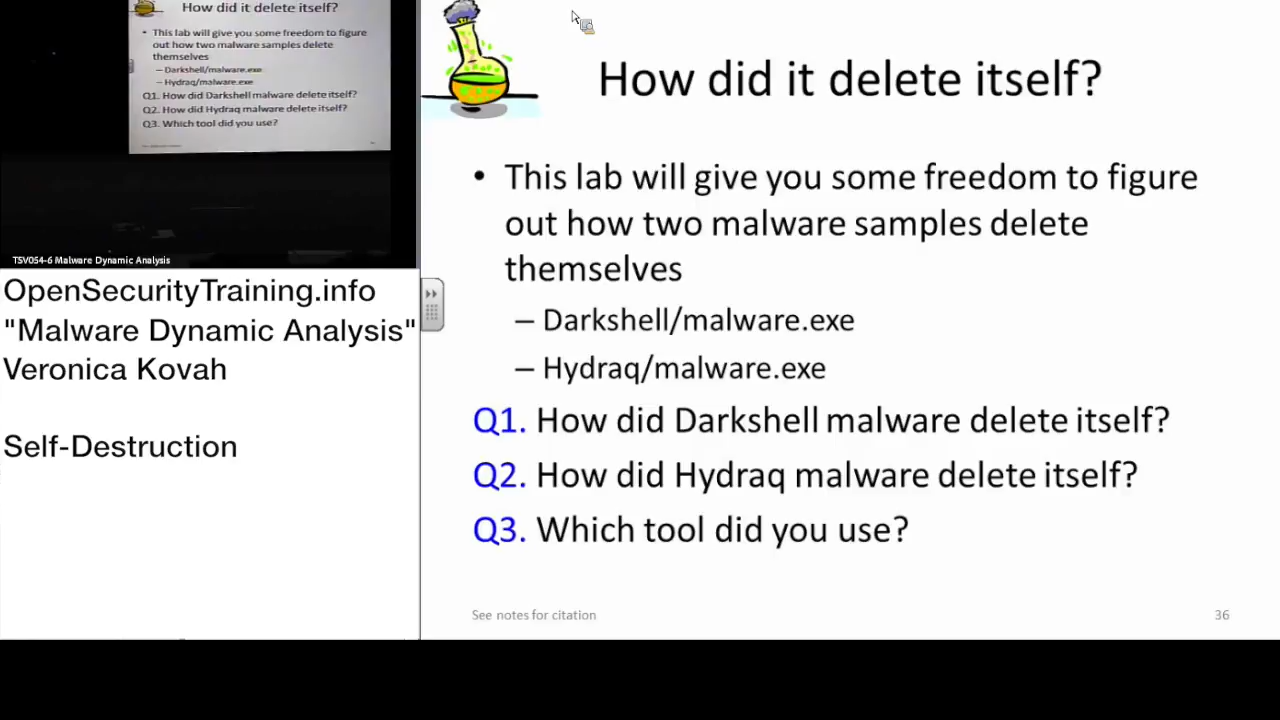 How did it delete itself?
• This lab will give you some freedom to figure
out how two malware samples delete
themselves
– Darkshell/malware.exe
– Hydraq/malware.exe
Q1. How did Darkshell malware delete itself?
Q2. How did Hydraq malware delete itself?
Q3. Which tool did you use?
TSV054-6 Malware Dynamic Analysis
OpenSecurityTraining.info
"Malware Dynamic Analysis"
Veronica Kovah
Self-Destruction
How did it delete itself?
• This lab will give you some freedom to figure
out how two malware samples delete
themselves
– Darkshell/malware.exe
– Hydraq/malware.exe
Q1. How did Darkshell malware delete itself?
Q2. How did Hydraq malware delete itself?
Q3. Which tool did you use?
See notes for citation
36